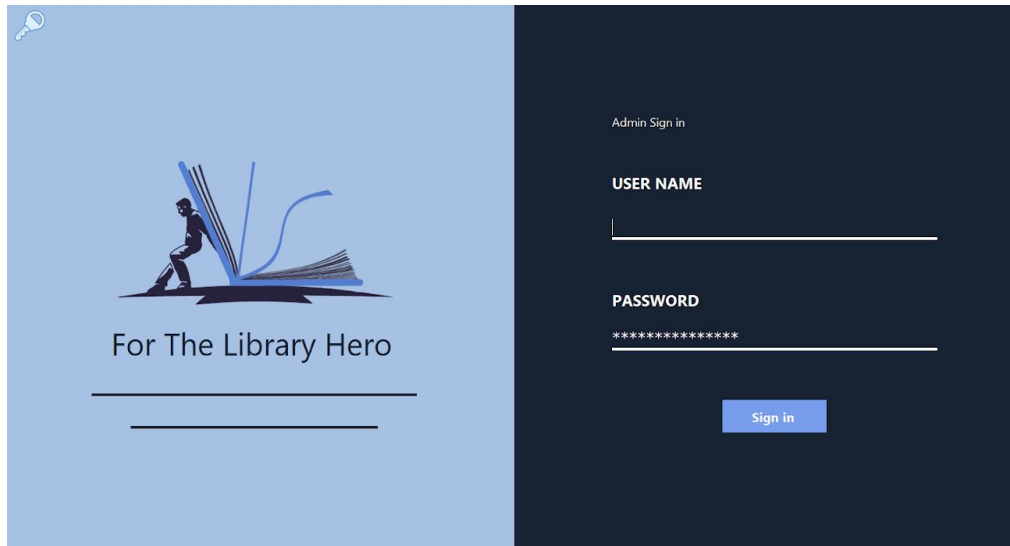 For The Library Hero
Admin Sign in
USER NAME
PASSWORD
***************
Sign in